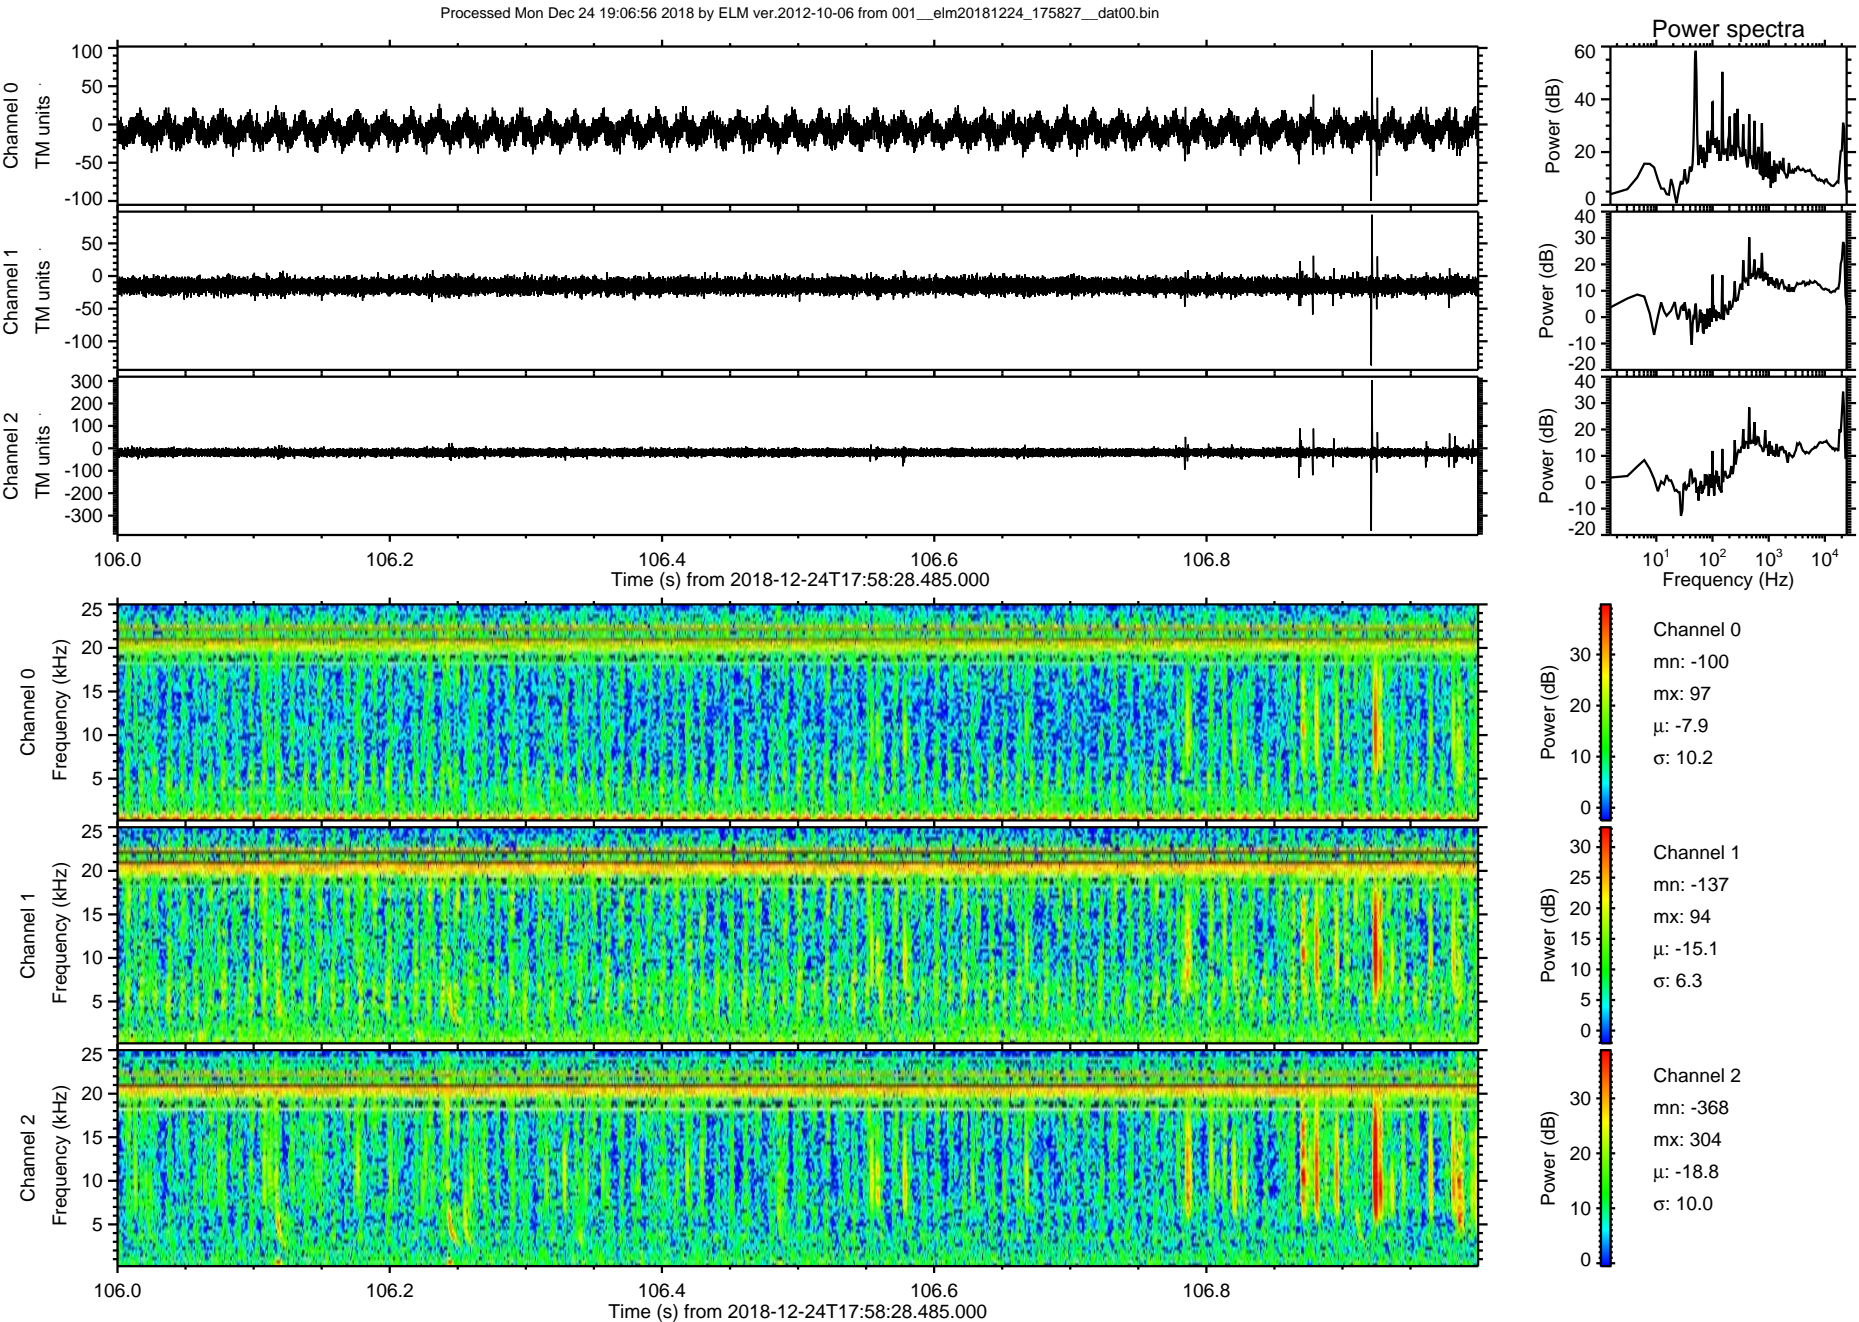 Processed Mon Dec 24 19:06:56 2018 by ELM ver.2012-10-06 from 001__elm20181224_175827__dat00.bin
Power spectra
Channel 0
TM units
100
50
0
-50
-100
Power (dB)
60
40
20
0
Channel 1
TM units
50
0
-50
-100
Power (dB)
40
30
20
10
0
-10
-20
Channel 2
TM units
300
200
100
0
-100
-200
-300
Power (dB)
40
30
20
10
0
-10
-20
106.0 106.2 106.4 106.6 106.8
Time (s) from 2018-12-24T17:58:28.485.000
10¹ 10² 10³ 10⁴
Frequency (Hz)
Channel 0
Frequency (kHz)
25
20
15
10
5
Power (dB)
30
20
10
0
Channel 0
mn: -100
mx: 97
µ: -7.9
σ: 10.2
Channel 1
Frequency (kHz)
25
20
15
10
5
Power (dB)
30
25
20
15
10
5
0
Channel 1
mn: -137
mx: 94
µ: -15.1
σ: 6.3
Channel 2
Frequency (kHz)
25
20
15
10
5
Power (dB)
30
20
10
0
Channel 2
mn: -368
mx: 304
µ: -18.8
σ: 10.0
106.0 106.2 106.4 106.6 106.8
Time (s) from 2018-12-24T17:58:28.485.000